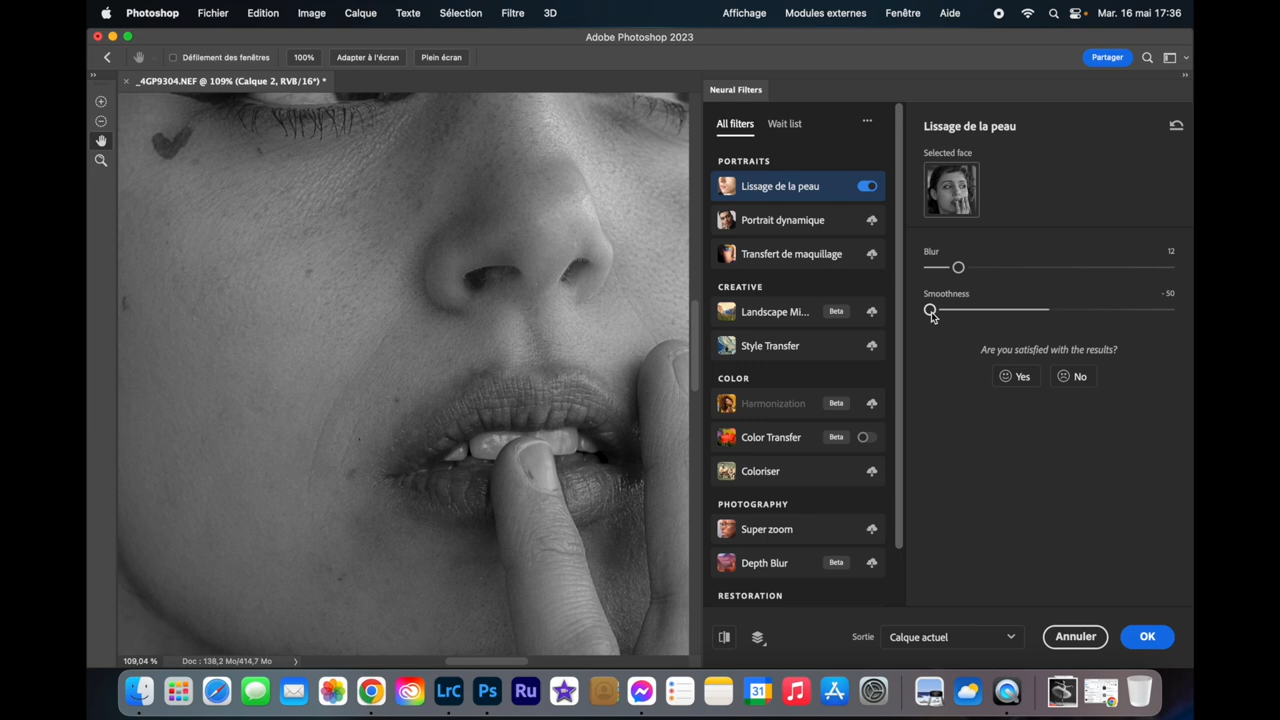 Photoshop Fichier Edition Image Calque Texte Sélection Filtre 3D Affichage Modules externes Fenêtre Aide Mar. 16 mai 17:36
Adobe Photoshop 2023
Défilement des fenêtres 100% Adapter à l'écran Plein écran Partager
_4GP9304.NEF @ 109% (Calque 2, RVB/16*) *
Neural Filters
All filters Wait list
PORTRAITS
Lissage de la peau
Portrait dynamique
Transfert de maquillage
CREATIVE
Landscape Mi... Beta
Style Transfer
COLOR
Harmonization Beta
Color Transfer Beta
Coloriser
PHOTOGRAPHY
Super zoom
Depth Blur Beta
RESTORATION
Lissage de la peau
Selected face
Blur 12
Smoothness - 50
Are you satisfied with the results?
Yes No
Sortie Calque actuel Annuler OK
109,04 % Doc : 138,2 Mo/414,7 Mo
LrC Ps Ru 31